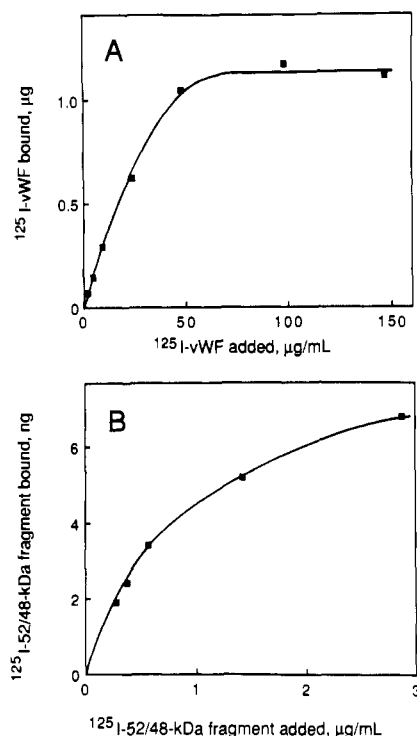 A
1.0
0.5
0
0
50
100
150
¹²⁵I-vWF bound, µg
¹²⁵I-vWF added, µg/mL
B
6
4
2
0
0
1
2
3
¹²⁵I-52/48-kDa fragment bound, ng
¹²⁵I-52/48-kDa fragment added, µg/mL